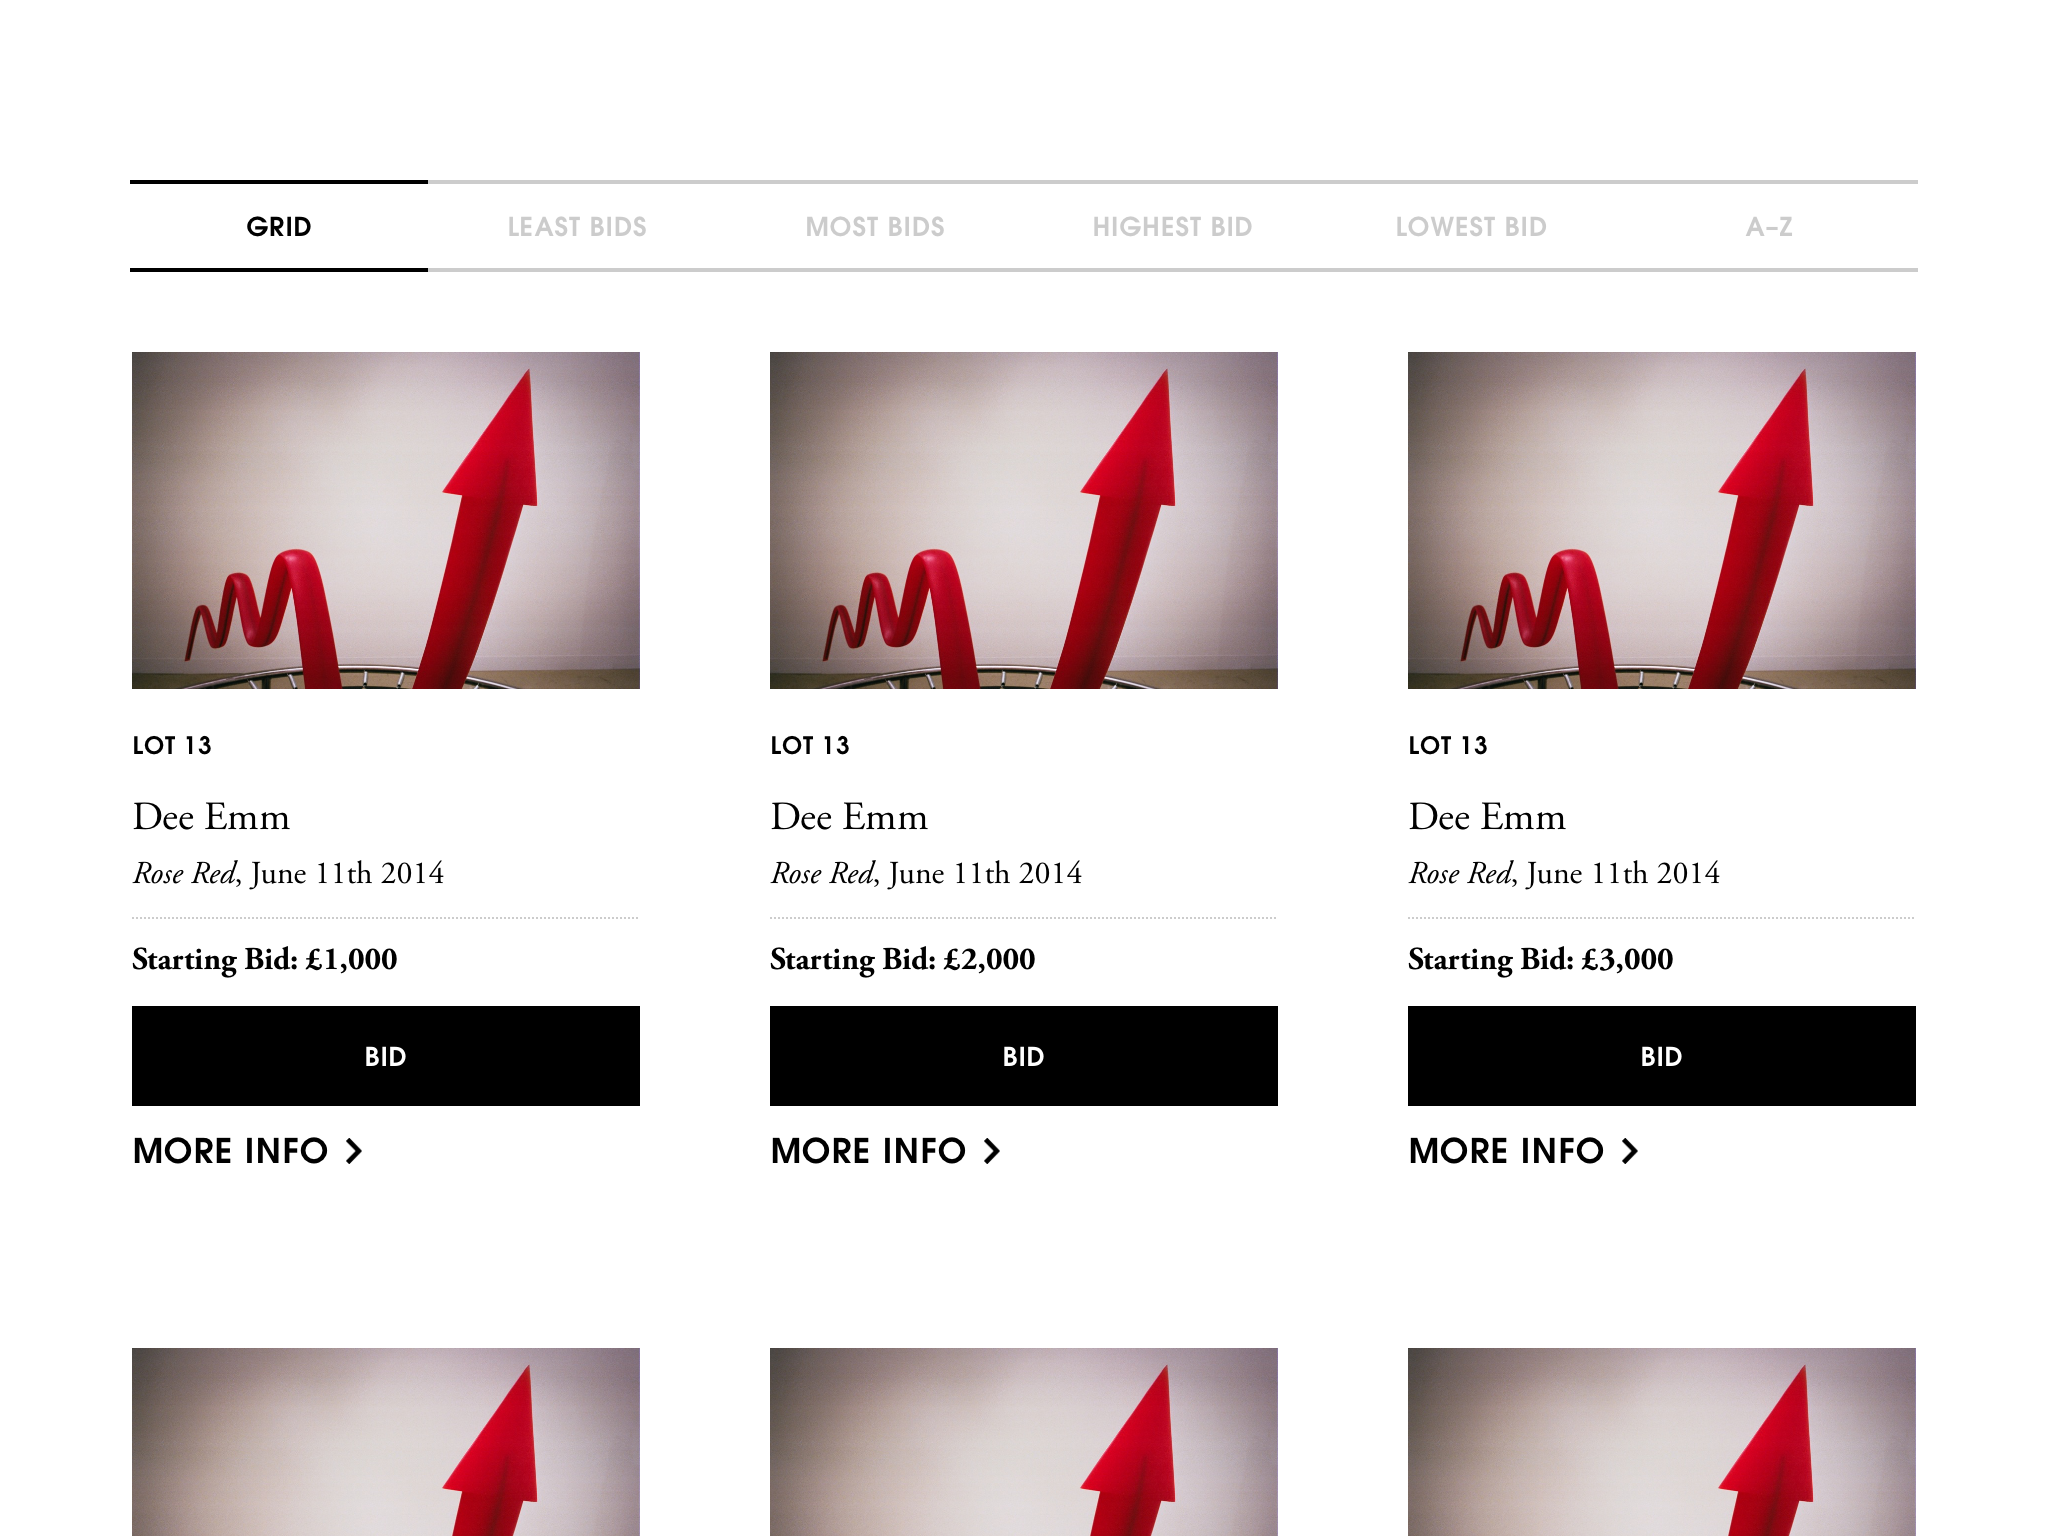 GRID LEAST BIDS MOST BIDS HIGHEST BID LOWEST BID A–Z
LOT 13
Dee Emm
Rose Red, June 11th 2014
Starting Bid: £1,000
BID
MORE INFO
LOT 13
Dee Emm
Rose Red, June 11th 2014
Starting Bid: £2,000
BID
MORE INFO
LOT 13
Dee Emm
Rose Red, June 11th 2014
Starting Bid: £3,000
BID
MORE INFO